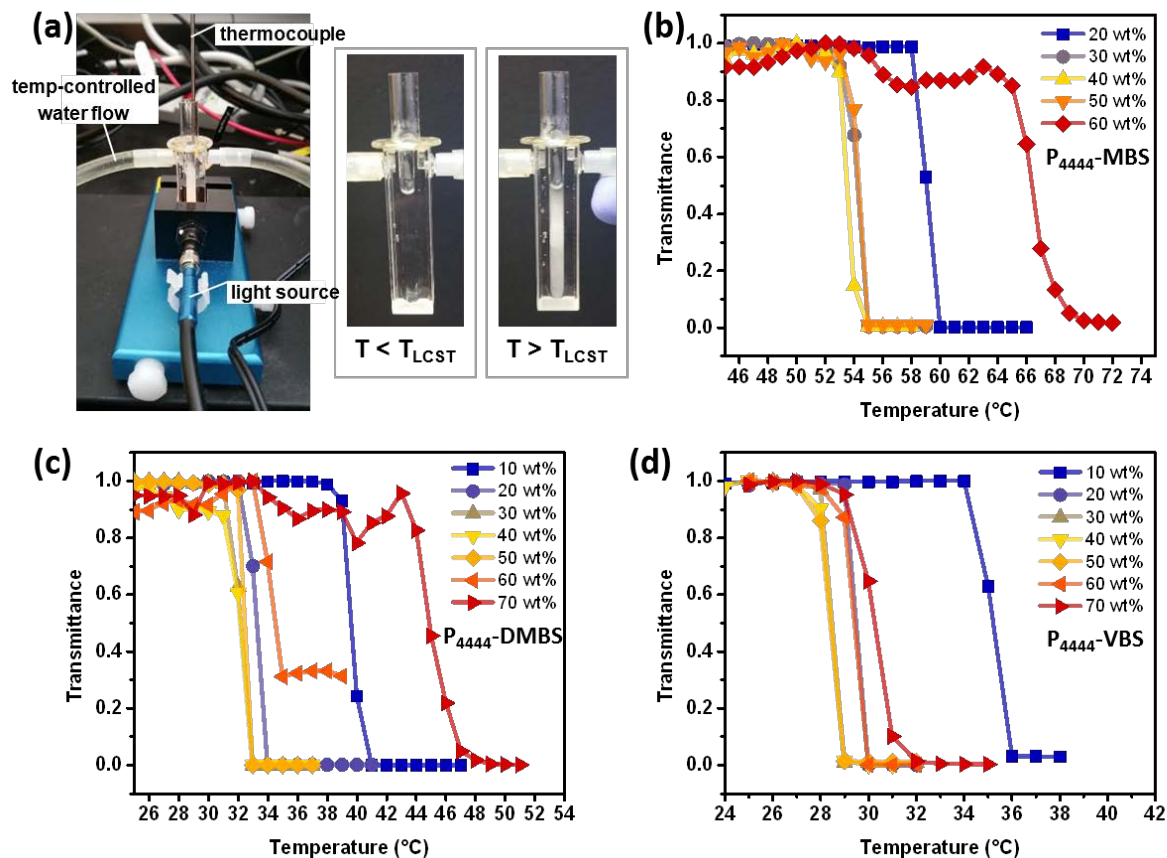 (a)
thermocouple
temp-controlled
water flow
light source
T < T_LCST
T > T_LCST
(b)
Transmittance
1.0
0.8
0.6
0.4
0.2
0.0
20 wt%
30 wt%
40 wt%
50 wt%
60 wt%
P₄₄₄₄-MBS
46 48 50 52 54 56 58 60 62 64 66 68 70 72 74
Temperature (°C)
(c)
Transmittance
1.0
0.8
0.6
0.4
0.2
0.0
10 wt%
20 wt%
30 wt%
40 wt%
50 wt%
60 wt%
70 wt%
P₄₄₄₄-DMBS
26 28 30 32 34 36 38 40 42 44 46 48 50 52 54
Temperature (°C)
(d)
Transmittance
1.0
0.8
0.6
0.4
0.2
0.0
10 wt%
20 wt%
30 wt%
40 wt%
50 wt%
60 wt%
70 wt%
P₄₄₄₄-VBS
24 26 28 30 32 34 36 38 40 42
Temperature (°C)